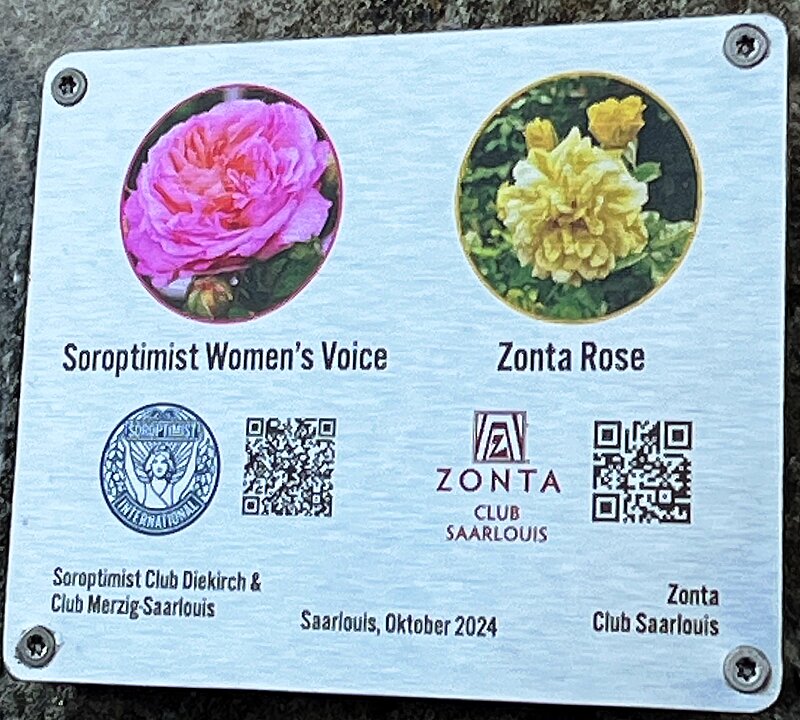 Soroptimist Women's Voice
Zonta Rose
SOROPTIMIST
INTERNATIONAL
ZONTA
CLUB
SAARLOUIS
Soroptimist Club Diekirch &
Club Merzig-Saarlouis
Saarlouis, Oktober 2024
Zonta
Club Saarlouis